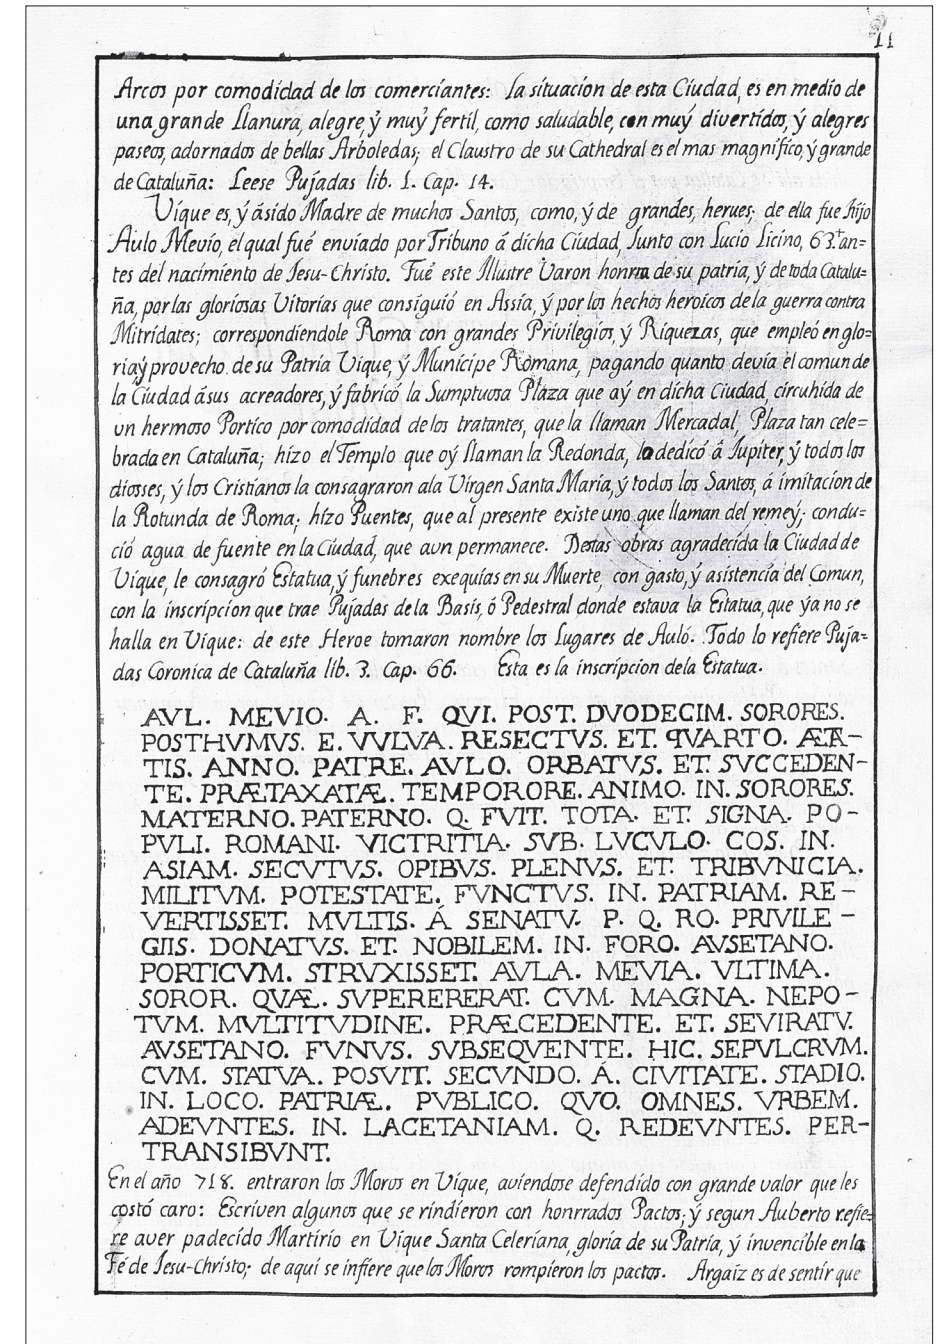 11
Arcos por comodidad de los comerciantes: la situacion de esta Ciudad, es en medio de
una grande Llanura, alegre, ý muý fertil, como saludable, con muý divertidos, ý alegres
paseos, adornados de bellas Arboledas; el Claustro de su Cathedral es el mas magnifico, ý grande
de Cataluña: Leese Pujadas lib. 1. Cap. 14.
Vique es, ý ásido Madre de muchos Santos, como, ý de grandes herues; de ella fue hijo
Aulo Mevio, el qual fué enviado por Tribuno á dicha Ciudad, Junto con Lucio Licino, 63. an=
tes del nacimiento de Jesu-Christo. Fué este Illustre Varon honrra de su patria, ý de toda Catalu=
ña, por las gloriosas Vitorias que consiguió en Assia, ý por los hechos heroicos de la guerra contra
Mitridates; correspondiendole Roma con grandes Privilegios, ý Riquezas, que empleó en glo=
ria ý provecho de su Patria Vique, ý Municipe Romana, pagando quanto devia el comun de
la Ciudad ásus acreadores, ý fabricó la Sumptuosa Plaza que aý en dicha Ciudad, circuhida de
un hermoso Portico por comodidad de los tratantes, que la llaman Mercadal, Plaza tan cele=
brada en Cataluña; hizo el Templo que oý llaman la Redonda, lo dedicó á Jupiter, ý todos los
diosses, ý los Cristianos la consagraron ala Virgen Santa Maria, ý todos los Santos, á imitacion de
la Rotunda de Roma; hizo Puentes, que al presente existe uno que llaman del remeý; condu=
ció agua de fuente en la Ciudad, que aun permanece. Destas obras agradecida la Ciudad de
Vique, le consagró Estatua, ý funebres exequias en su Muerte, con gasto, ý asistencia del Comun,
con la inscripcion que trae Pujadas de la Basis, ó Pedestral donde estava la Estatua, que ýa no se
halla en Vique: de este Heroe tomaron nombre los Lugares de Auló. Todo lo refiere Puja=
das Coronica de Cataluña lib. 3. Cap. 66. Esta es la inscripcion dela Estatua.
AVL. MEVIO. A. F. QUI. POST. DVODECIM. SORORES.
POSTHVMVS. E. VVLVA. RESECTVS. ET. QVARTO. ÆTA-
TIS. ANNO. PATRE. AVLO. ORBATVS. ET. SVCCEDEN-
TE. PRÆTAXATÆ. TEMPORORE. ANIMO. IN. SORORES.
MATERNO. PATERNO. Q. FVIT. TOTA. ET. SIGNA. PO-
PVLI. ROMANI. VICTRITIA. SVB. LVCVLO. COS. IN.
ASIAM. SECVTVS. OPIBVS. PLENVS. ET. TRIBVNICIA.
MILITVM. POTESTATE. FVNCTVS. IN. PATRIAM. RE-
VERTISSET. MVLTIS. Á SENATV. P. Q. RO. PRIVILE-
GIIS. DONATVS. ET. NOBILEM. IN. FORO. AVSETANO.
PORTICVM. STRVXISSET. AVLA. MEVIA. VLTIMA.
SOROR. QVÆ. SVPERERERAT. CVM. MAGNA. NEPO-
TVM. MVLTITVDINE. PRÆCEDENTE. ET. SEVIRATV.
AVSETANO. FVNVS. SVBSEQVENTE. HIC. SEPVLCRVM.
CVM. STATVA. POSVIT. SECVNDO. Á. CIVITATE. STADIO.
IN. LOCO. PATRIÆ. PVBLICO. QVO. OMNES. VRBEM.
ADEVNTES. IN. LACETANIAM. Q. REDEVNTES. PER-
TRANSIBVNT.
En el año 718. entraron los Moros en Vique, aviendose defendido con grande valor que les
costó caro: Escriven algunos que se rindieron con honrrados Pactos; ý segun Auberto refie=
re aver padecido Martirio en Vique Santa Celeriana, gloria de su Patria, ý invencible en la
Fé de Jesu-Christo; de aqui se infiere que los Moros rompieron los pactos. Argaiz es de sentir que